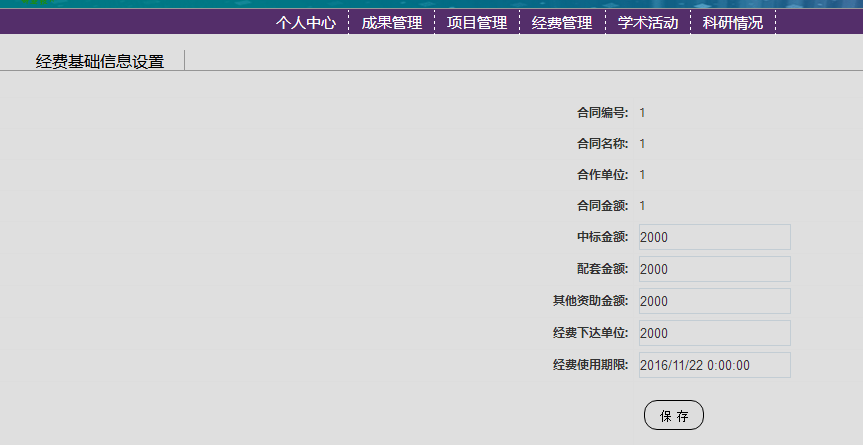 个人中心 成果管理 项目管理 经费管理 学术活动 科研情况
经费基础信息设置
合同编号: 1
合同名称: 1
合作单位: 1
合同金额: 1
中标金额: 2000
配套金额: 2000
其他资助金额: 2000
经费下达单位: 2000
经费使用期限: 2016/11/22 0:00:00
保 存